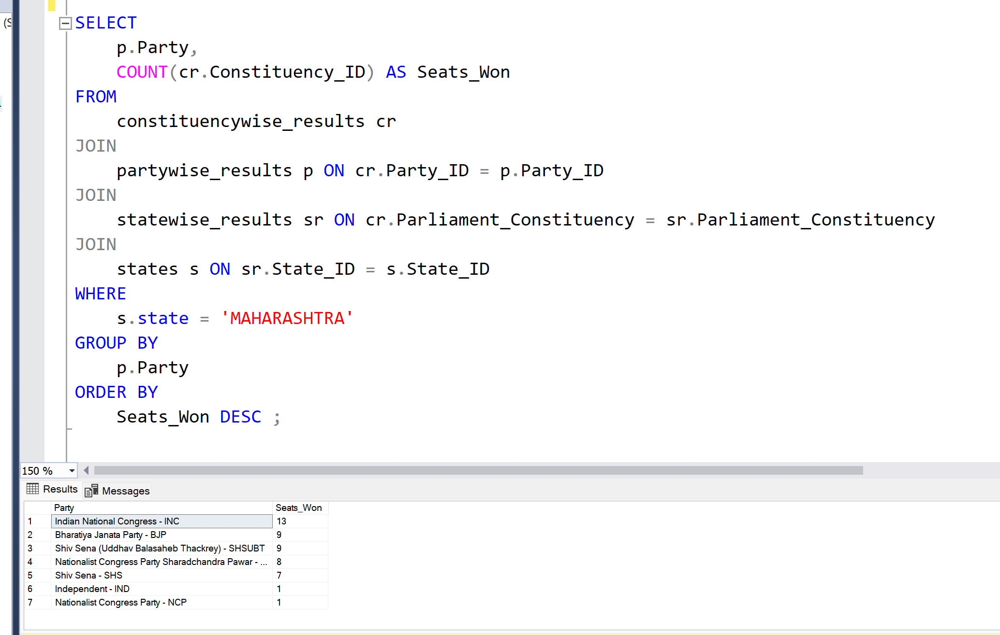 SELECT
p.Party,
COUNT(cr.Constituency_ID) AS Seats_Won
FROM
constituencywise_results cr
JOIN
partywise_results p ON cr.Party_ID = p.Party_ID
JOIN
statewise_results sr ON cr.Parliament_Constituency = sr.Parliament_Constituency
JOIN
states s ON sr.State_ID = s.State_ID
WHERE
s.state = 'MAHARASHTRA'
GROUP BY
p.Party
ORDER BY
Seats_Won DESC ;
150 %
Results Messages
Party Seats_Won
1 Indian National Congress - INC 13
2 Bharatiya Janata Party - BJP 9
3 Shiv Sena (Uddhav Balasaheb Thackrey) - SHSUBT 9
4 Nationalist Congress Party Sharadchandra Pawar - ... 8
5 Shiv Sena - SHS 7
6 Independent - IND 1
7 Nationalist Congress Party - NCP 1